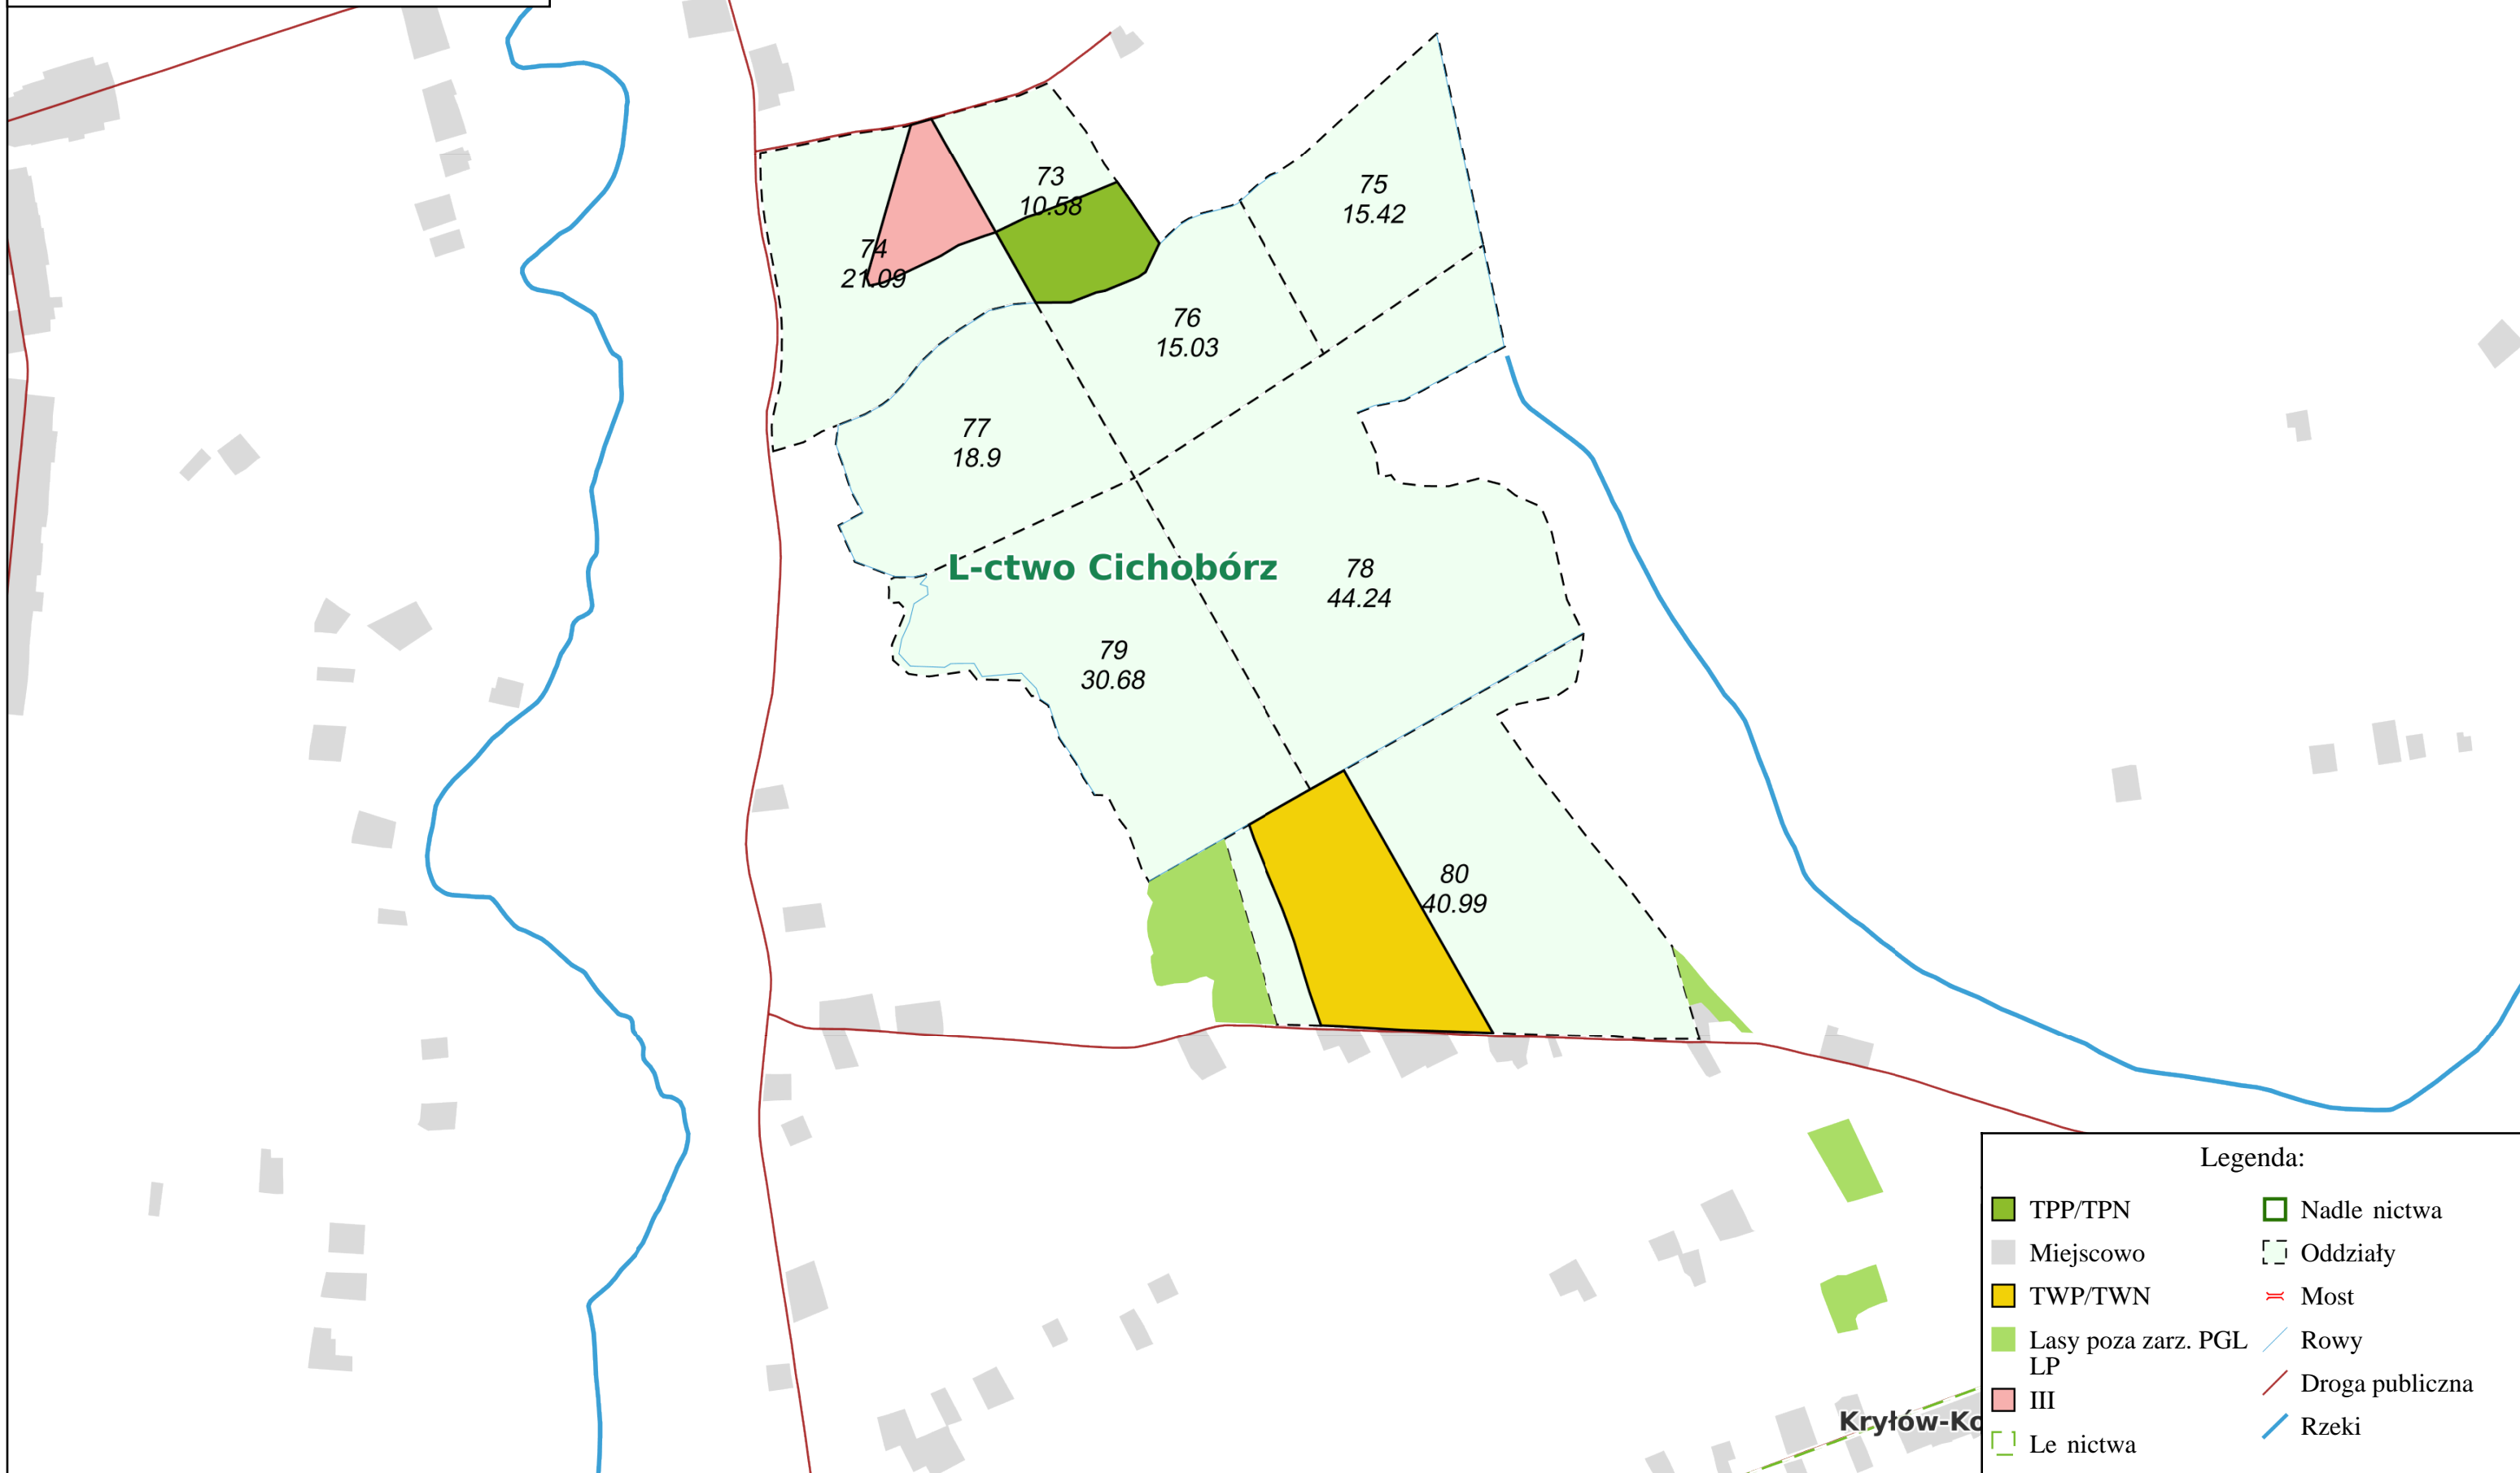 73
10.58
75
15.42
74
21.09
76
15.03
77
18.9
L-ctwo Cichobórz
78
44.24
79
30.68
80
40.99
Kryłów-Ko
Legenda:
TPP/TPN
Miejscowo
TWP/TWN
Lasy poza zarz. PGL
LP
III
Le nictwa
Nadle nictwa
Oddziały
Most
Rowy
Droga publiczna
Rzeki